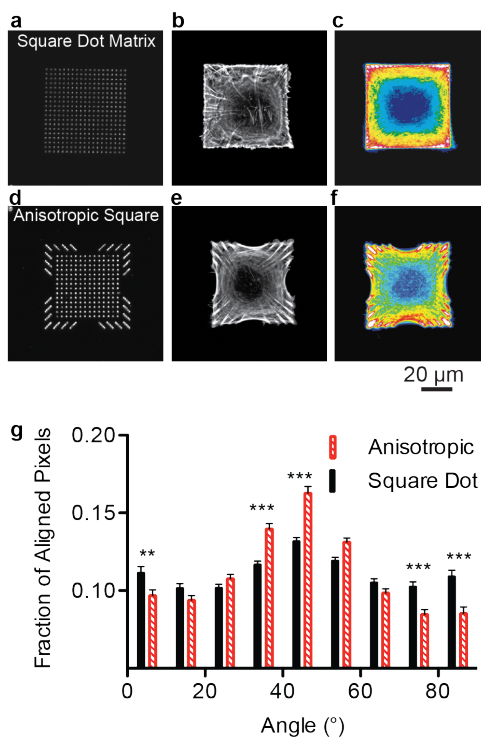 a b c
Square Dot Matrix
d e f
Anisotropic Square
20 µm
g
Fraction of Aligned Pixels
0.20
0.15
0.10
Anisotropic
Square Dot
** *** *** *** ***
0 20 40 60 80
Angle (°)